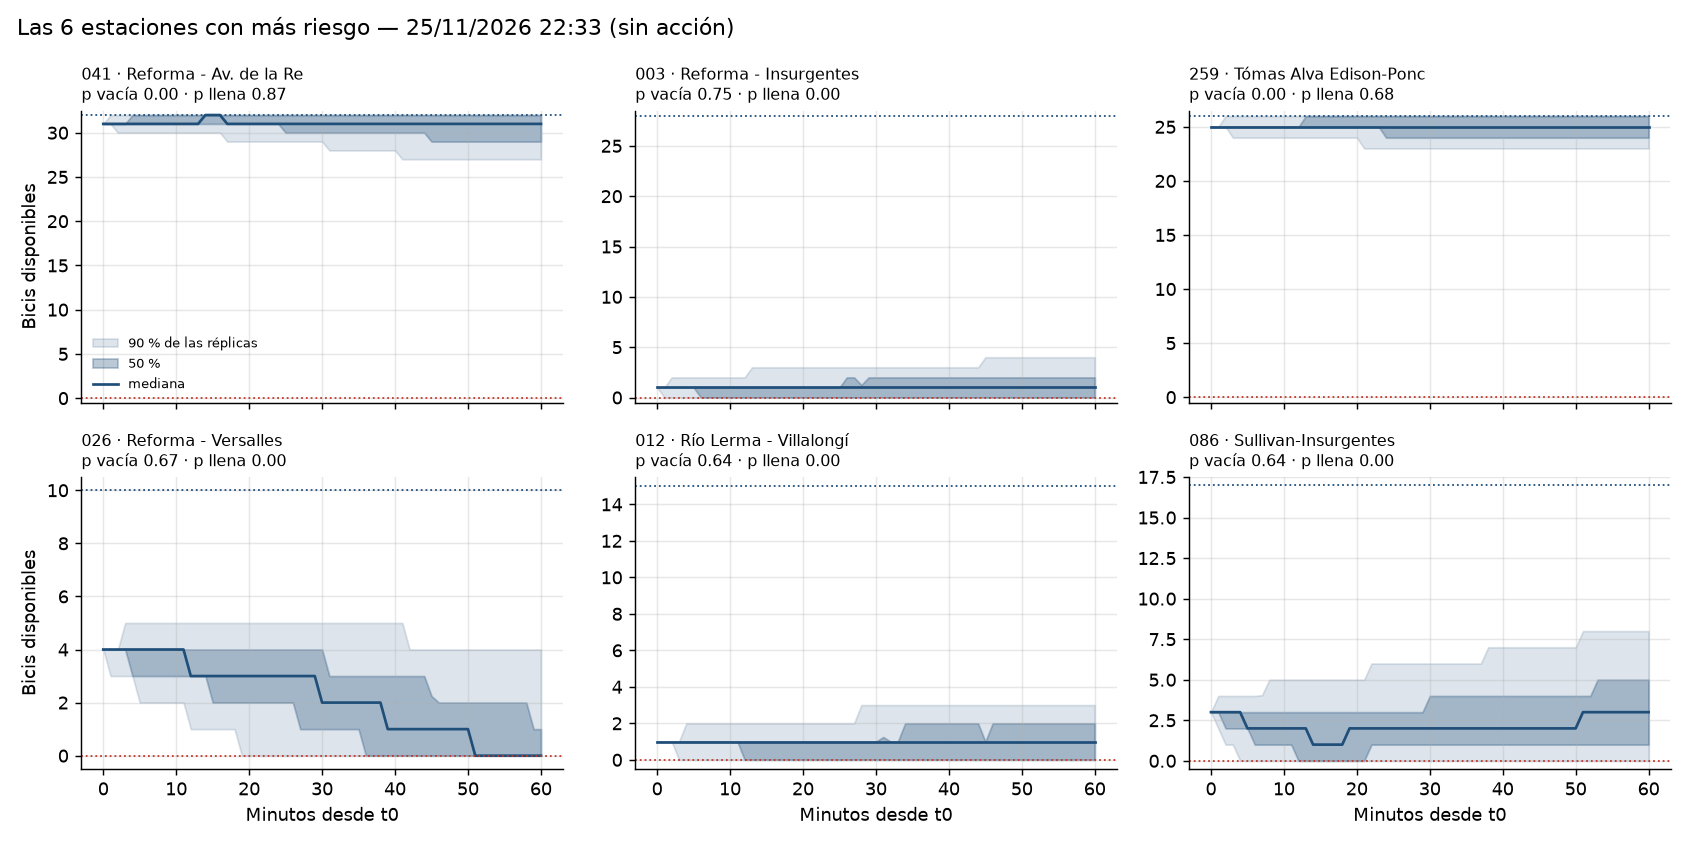 Las 6 estaciones con más riesgo — 25/11/2026 22:33 (sin acción)
041 · Reforma - Av. de la Re
p vacía 0.00 · p llena 0.87
30
25
20
15
10
5
0
Bicis disponibles
90 % de las réplicas
50 %
mediana
003 · Reforma - Insurgentes
p vacía 0.75 · p llena 0.00
25
20
15
10
5
0
259 · Tómas Alva Edison-Ponc
p vacía 0.00 · p llena 0.68
25
20
15
10
5
0
026 · Reforma - Versalles
p vacía 0.67 · p llena 0.00
10
8
6
4
2
0
Bicis disponibles
0 10 20 30 40 50 60
Minutos desde t0
012 · Río Lerma - Villalongí
p vacía 0.64 · p llena 0.00
14
12
10
8
6
4
2
0
0 10 20 30 40 50 60
Minutos desde t0
086 · Sullivan-Insurgentes
p vacía 0.64 · p llena 0.00
17.5
15.0
12.5
10.0
7.5
5.0
2.5
0.0
0 10 20 30 40 50 60
Minutos desde t0